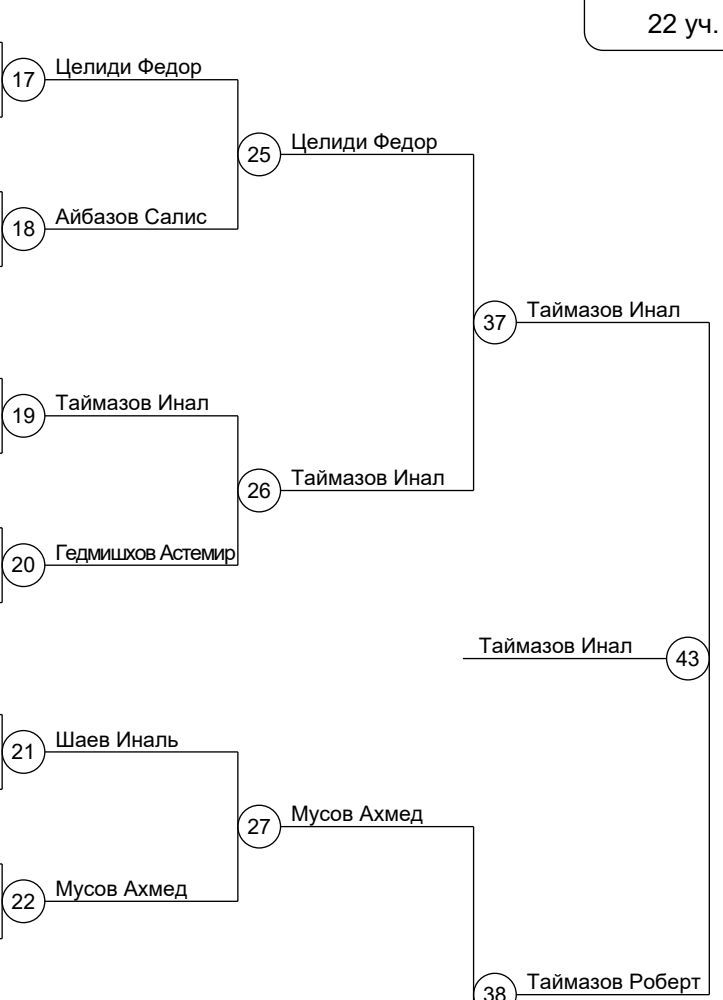 22 уч.
17 Целиди Федор
25 Целиди Федор
18 Айбазов Салис
37 Таймазов Инал
19 Таймазов Инал
26 Таймазов Инал
20 Гедмишхов Астемир
Таймазов Инал 43
21 Шаев Иналь
27 Мусов Ахмед
22 Мусов Ахмед
38 Таймазов Роберт